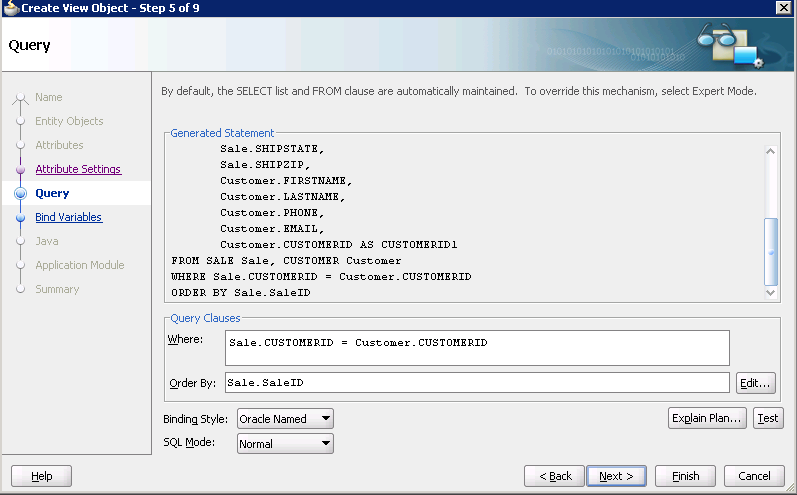 Create View Object - Step 5 of 9
Query
Name
Entity Objects
Attributes
Attribute Settings
Query
Bind Variables
Java
Application Module
Summary
By default, the SELECT list and FROM clause are automatically maintained. To override this mechanism, select Expert Mode.
Generated Statement
Sale.SHIPSTATE,
Sale.SHIPZIP,
Customer.FIRSTNAME,
Customer.LASTNAME,
Customer.PHONE,
Customer.EMAIL,
Customer.CUSTOMERID AS CUSTOMERID1
FROM SALE Sale, CUSTOMER Customer
WHERE Sale.CUSTOMERID = Customer.CUSTOMERID
ORDER BY Sale.SaleID
Query Clauses
Where: Sale.CUSTOMERID = Customer.CUSTOMERID
Order By: Sale.SaleID Edit...
Binding Style: Oracle Named Explain Plan... Test
SQL Mode: Normal
Help < Back Next > Finish Cancel